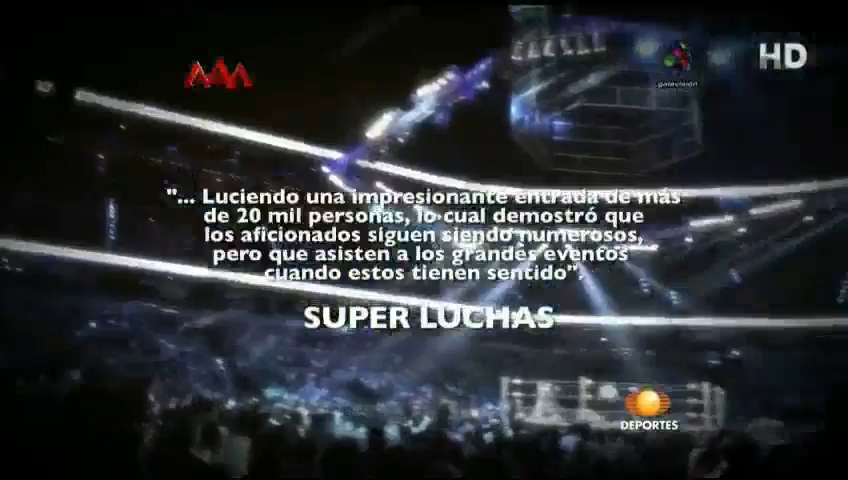 AAA
galavisión
HD
"... Luciendo una impresionante entrada de más
de 20 mil personas, lo cual demostró que
los aficionados siguen siendo numerosos,
pero que asisten a los grandes eventos
cuando estos tienen sentido".
SUPER LUCHAS
DEPORTES